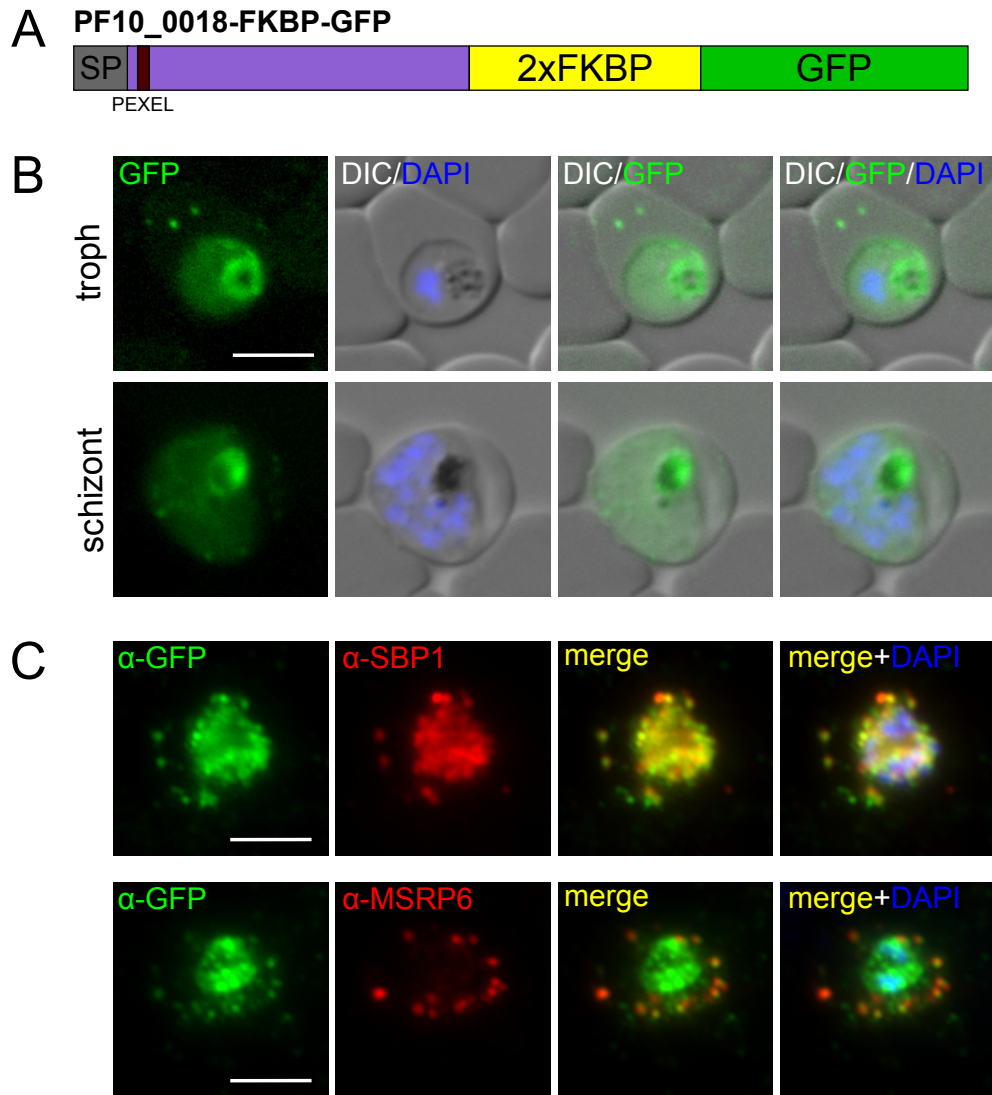 A
PF10_0018-FKBP-GFP
SP 2xFKBP GFP
PEXEL
B
GFP DIC/DAPI DIC/GFP DIC/GFP/DAPI
troph
schizont
C
α-GFP α-SBP1 merge merge+DAPI
α-GFP α-MSRP6 merge merge+DAPI